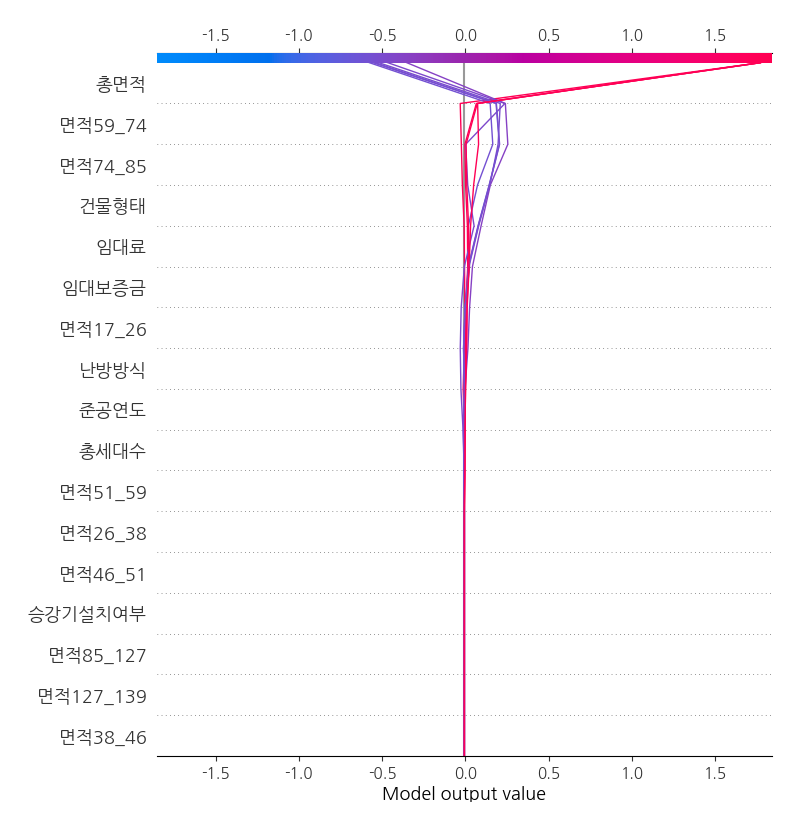 -1.5 -1.0 -0.5 0.0 0.5 1.0 1.5
총면적
면적59_74
면적74_85
건물형태
임대료
임대보증금
면적17_26
난방방식
준공연도
총세대수
면적51_59
면적26_38
면적46_51
승강기설치여부
면적85_127
면적127_139
면적38_46
-1.5 -1.0 -0.5 0.0 0.5 1.0 1.5
Model output value